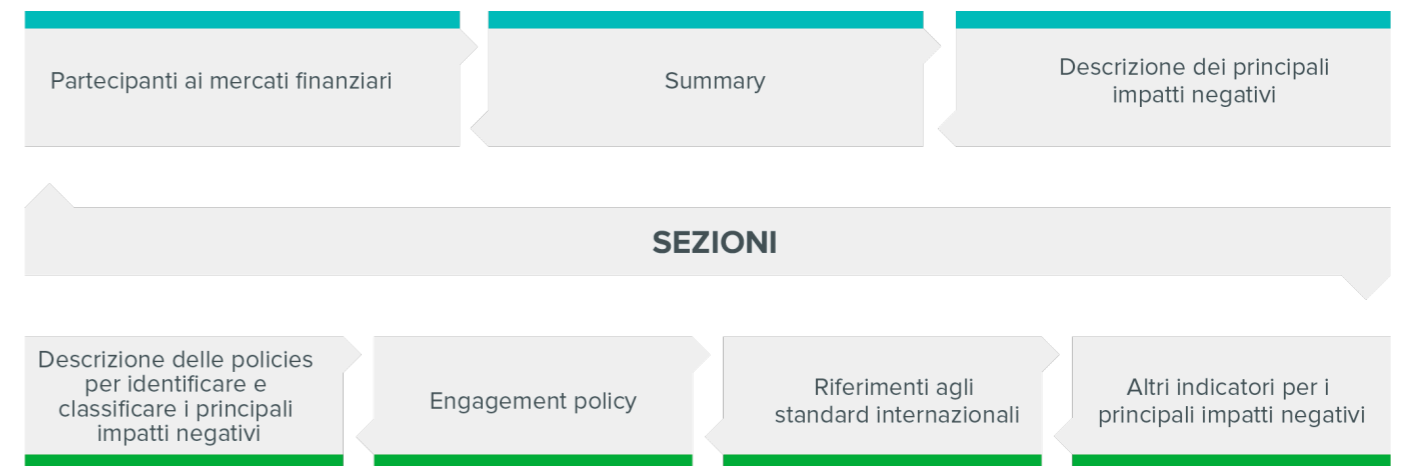 Partecipanti ai mercati finanziari
Summary
Descrizione dei principali
impatti negativi
SEZIONI
Descrizione delle policies
per identificare e
classificare i principali
impatti negativi
Engagement policy
Riferimenti agli
standard internazionali
Altri indicatori per i
principali impatti negativi